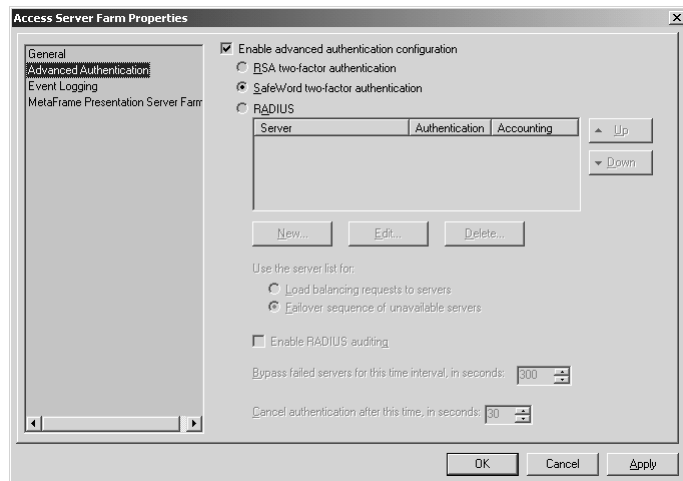 Access Server Farm Properties
General
Advanced Authentication
Event Logging
MetaFrame Presentation Server Farm
Enable advanced authentication configuration
RSA two-factor authentication
SafeWord two-factor authentication
RADIUS
Server Authentication Accounting
Up
Down
New... Edit... Delete...
Use the server list for:
Load balancing requests to servers
Failover sequence of unavailable servers
Enable RADIUS auditing
Bypass failed servers for this time interval, in seconds: 300
Cancel authentication after this time, in seconds: 30
OK Cancel Apply